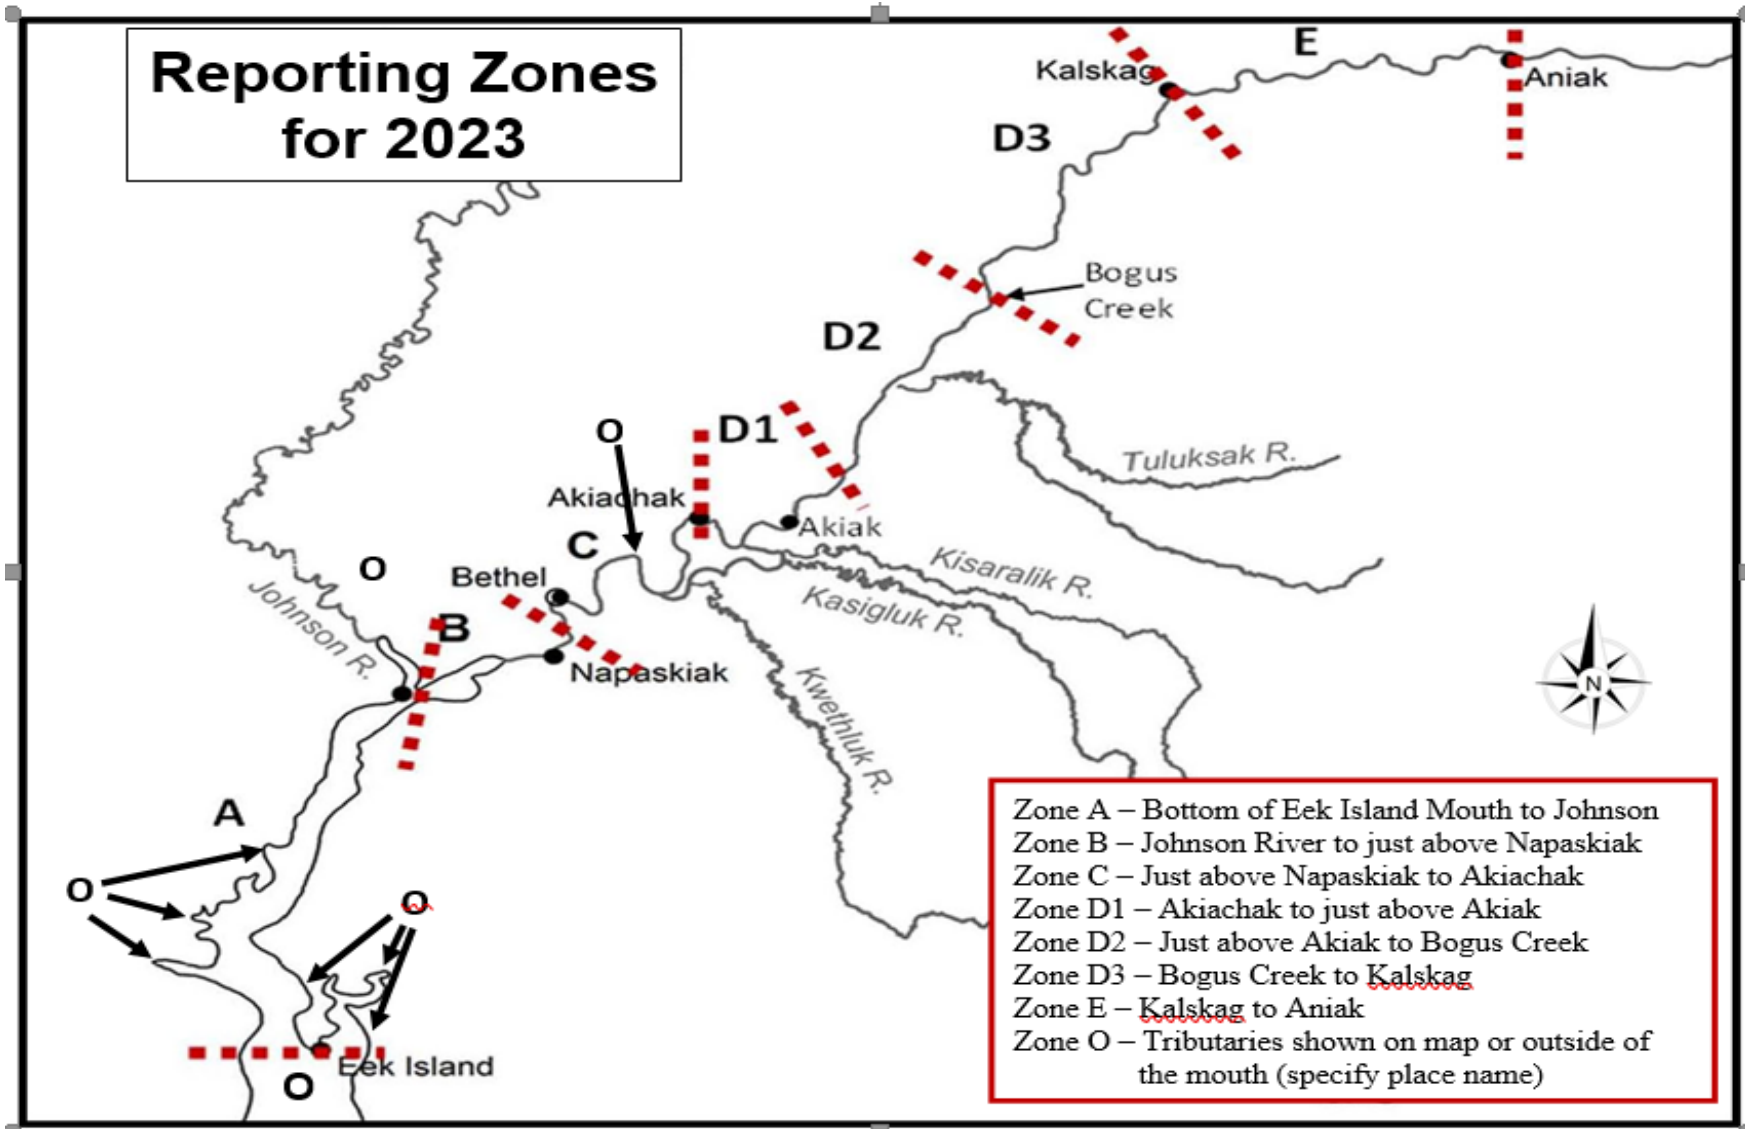 Reporting Zones
for 2023
E
Kalskag
Aniak
D3
Bogus
Creek
D2
O
D1
Tuluksak R.
Akiachak
Akiak
C
O
Bethel
Kisaralik R.
Kasigluk R.
Johnson R.
B
Napaskiak
Kwethluk R.
N
A
O
O
Eek Island
O
Zone A – Bottom of Eek Island Mouth to Johnson
Zone B – Johnson River to just above Napaskiak
Zone C – Just above Napaskiak to Akiachak
Zone D1 – Akiachak to just above Akiak
Zone D2 – Just above Akiak to Bogus Creek
Zone D3 – Bogus Creek to Kalskag
Zone E – Kalskag to Aniak
Zone O – Tributaries shown on map or outside of
the mouth (specify place name)